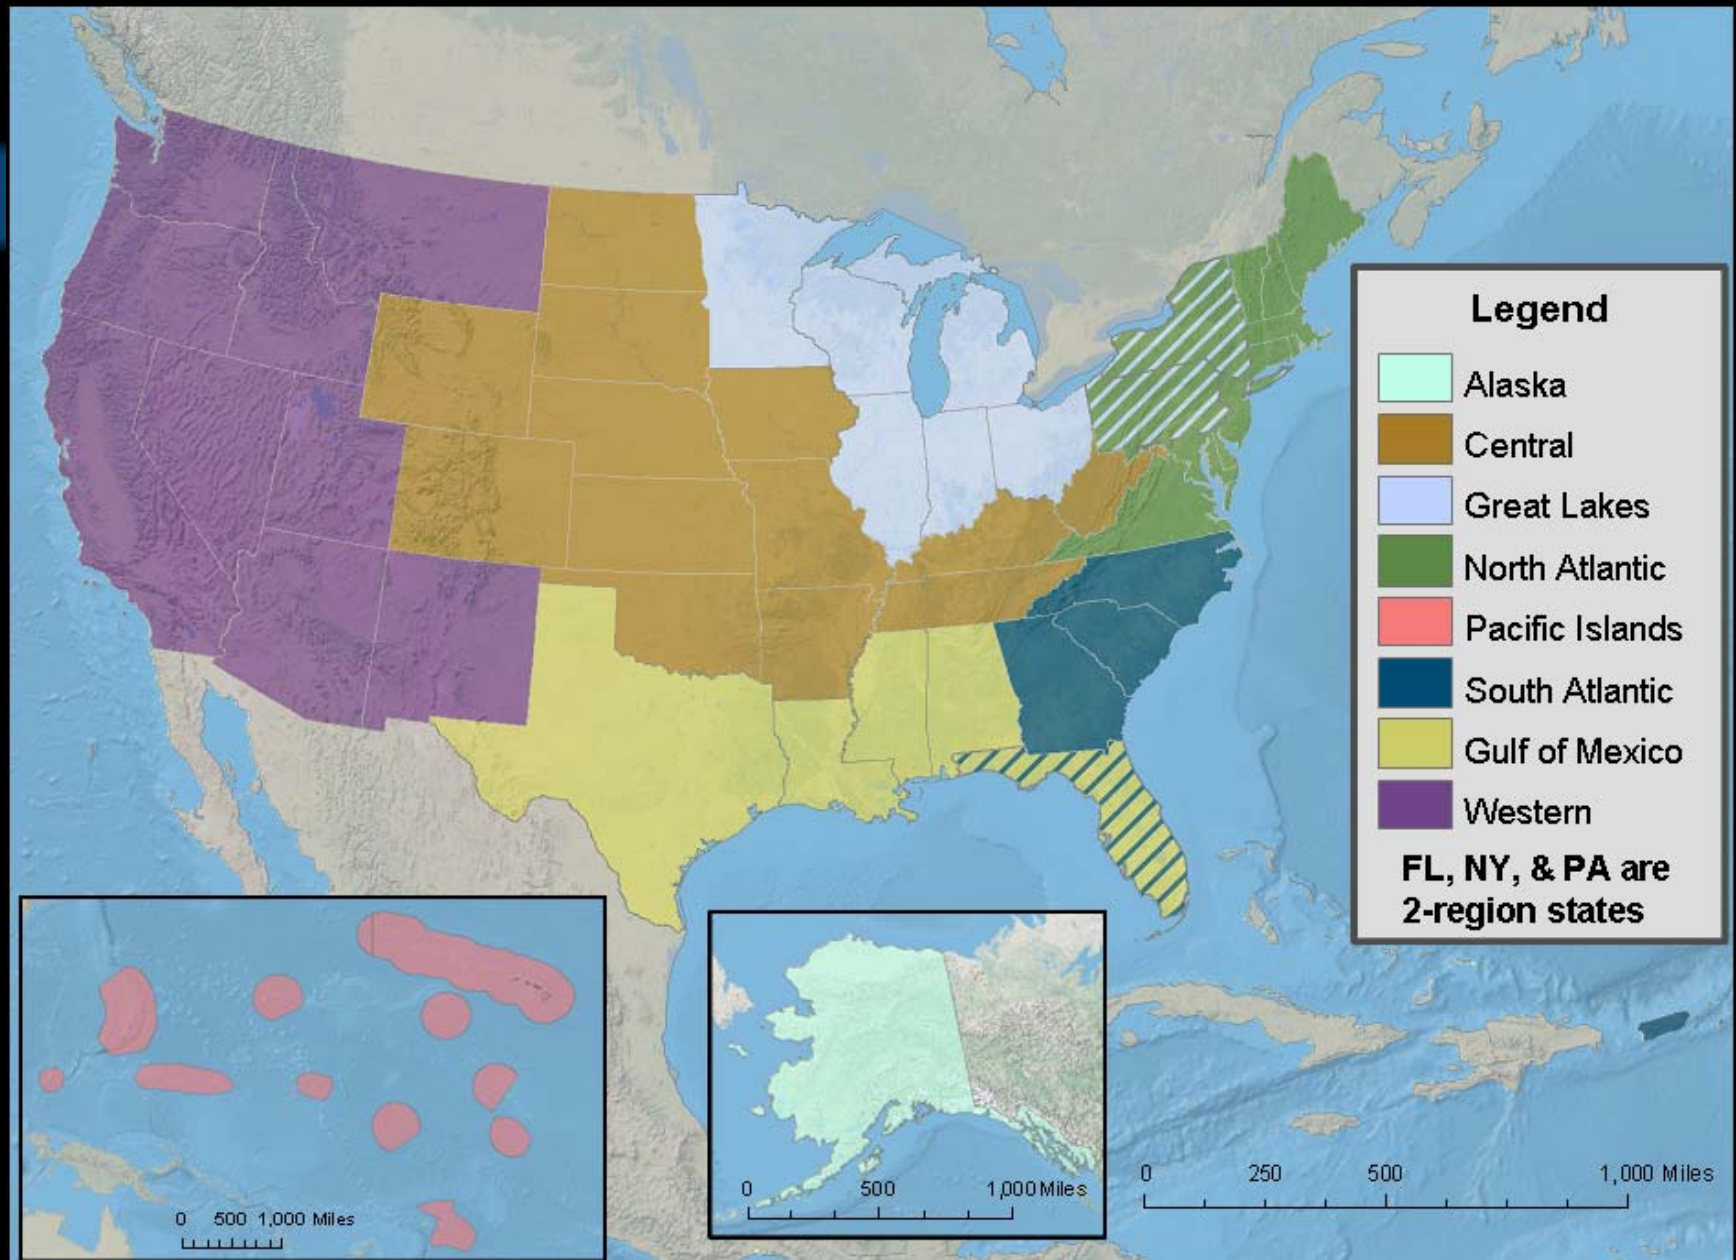 Legend
Alaska
Central
Great Lakes
North Atlantic
Pacific Islands
South Atlantic
Gulf of Mexico
Western
FL, NY, & PA are
2-region states
0 500 1,000 Miles
0 500 1,000 Miles
0 250 500 1,000 Miles